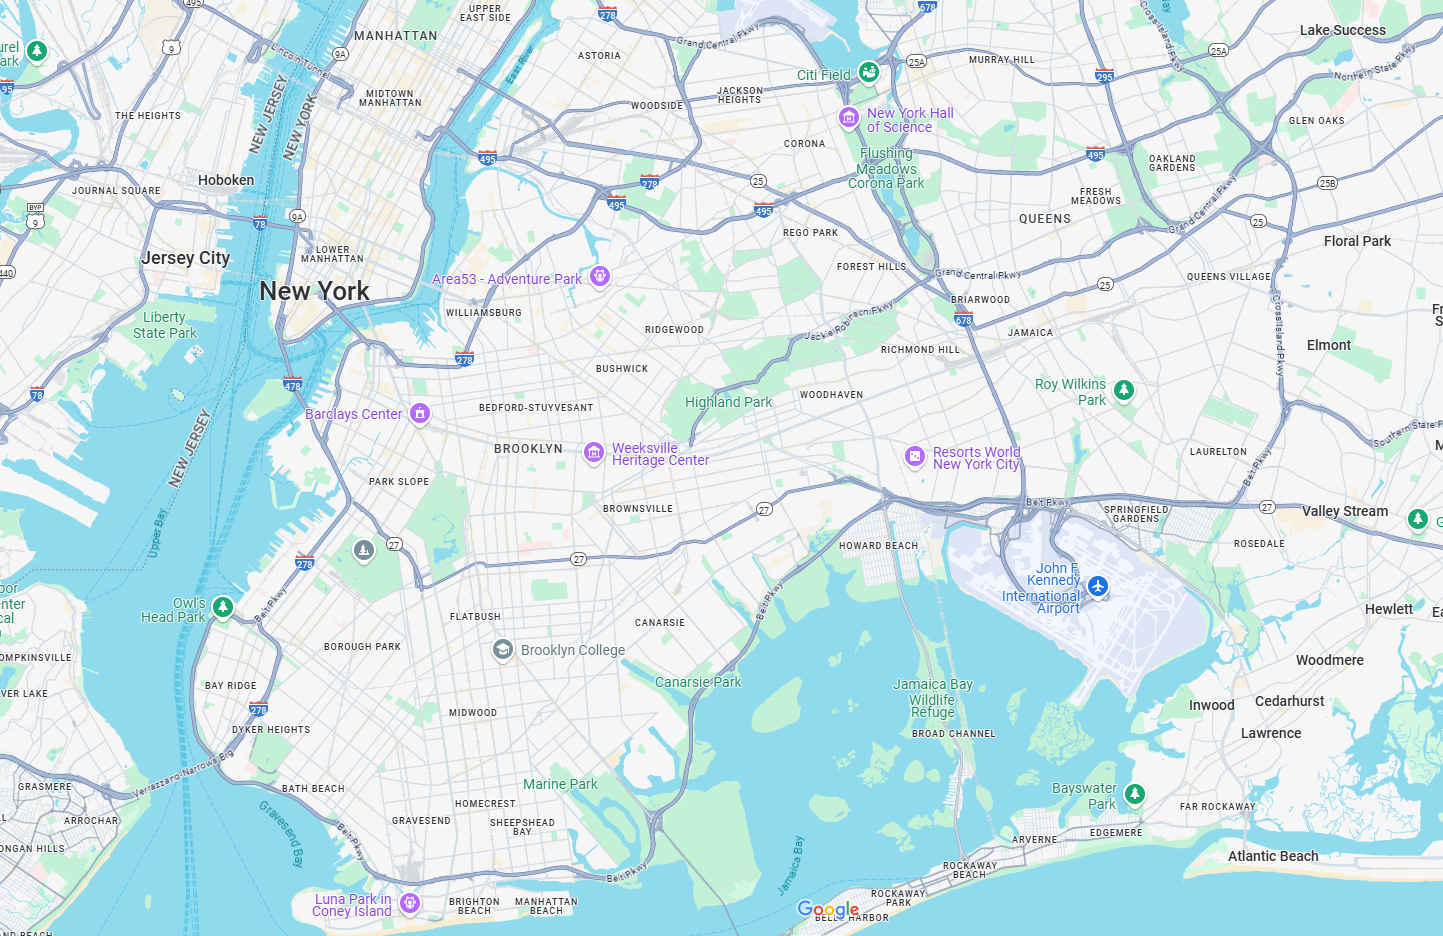 495
UPPER
EAST SIDE
278
678
MANHATTAN
Lake Success
Lincoln Tunnel
9
9A
East River
ASTORIA
Grand Central Pkwy
Cross Island Pkwy
25A
25A
MURRAY HILL
Northern State Pkwy
Citi Field
295
95
MIDTOWN
MANHATTAN
WOODSIDE
JACKSON
HEIGHTS
THE HEIGHTS
NEW JERSEY
NEW YORK
New York Hall
of Science
GLEN OAKS
CORONA
Flushing
Meadows
Corona Park
495
495
OAKLAND
GARDENS
Hoboken
JOURNAL SQUARE
278
25
25B
495
495
FRESH
MEADOWS
Grand Central Pkwy
BYP
9
9A
78
QUEENS
25
REGO PARK
LOWER
MANHATTAN
Floral Park
Jersey City
440
FOREST HILLS
Grand Central Pkwy
QUEENS VILLAGE
New York
Area53 - Adventure Park
25
BRIARWOOD
Liberty
State Park
WILLIAMSBURG
RIDGEWOOD
Jackie Robinson Pkwy
678
JAMAICA
Cross Island Pkwy
RICHMOND HILL
Elmont
278
BUSHWICK
478
78
Roy Wilkins
Park
WOODHAVEN
Highland Park
Barclays Center
BEDFORD-STUYVESANT
NEW JERSEY
BROOKLYN
Weeksville
Heritage Center
Resorts World
New York City
LAURELTON
Southern State P
Belt Pkwy
PARK SLOPE
BROWNSVILLE
27
Belt Pkwy
SPRINGFIELD
GARDENS
27
Valley Stream
Upper Bay
27
HOWARD BEACH
ROSEDALE
278
27
John F.
Kennedy
International
Airport
Owl's
Head Park
Belt Pkwy
Belt Pkwy
FLATBUSH
CANARSIE
Hewlett
BOROUGH PARK
Brooklyn College
OMPKINSVILLE
Woodmere
BAY RIDGE
Canarsie Park
Jamaica Bay
Wildlife
Refuge
VER LAKE
278
MIDWOOD
Inwood
Cedarhurst
DYKER HEIGHTS
BROAD CHANNEL
Lawrence
Verrazzano-Narrows Brg
GRASMERE
BATH BEACH
Marine Park
Bayswater
Park
HOMECREST
FAR ROCKAWAY
ARROCHAR
Gravesend Bay
GRAVESEND
SHEEPSHEAD
BAY
EDGEMERE
ARVERNE
Belt Pkwy
ONGAN HILLS
Jamaica Bay
Atlantic Beach
Belt Pkwy
ROCKAWAY
BEACH
Luna Park in
Coney Island
BRIGHTON
BEACH
MANHATTAN
BEACH
ROCKAWAY
PARK
Google